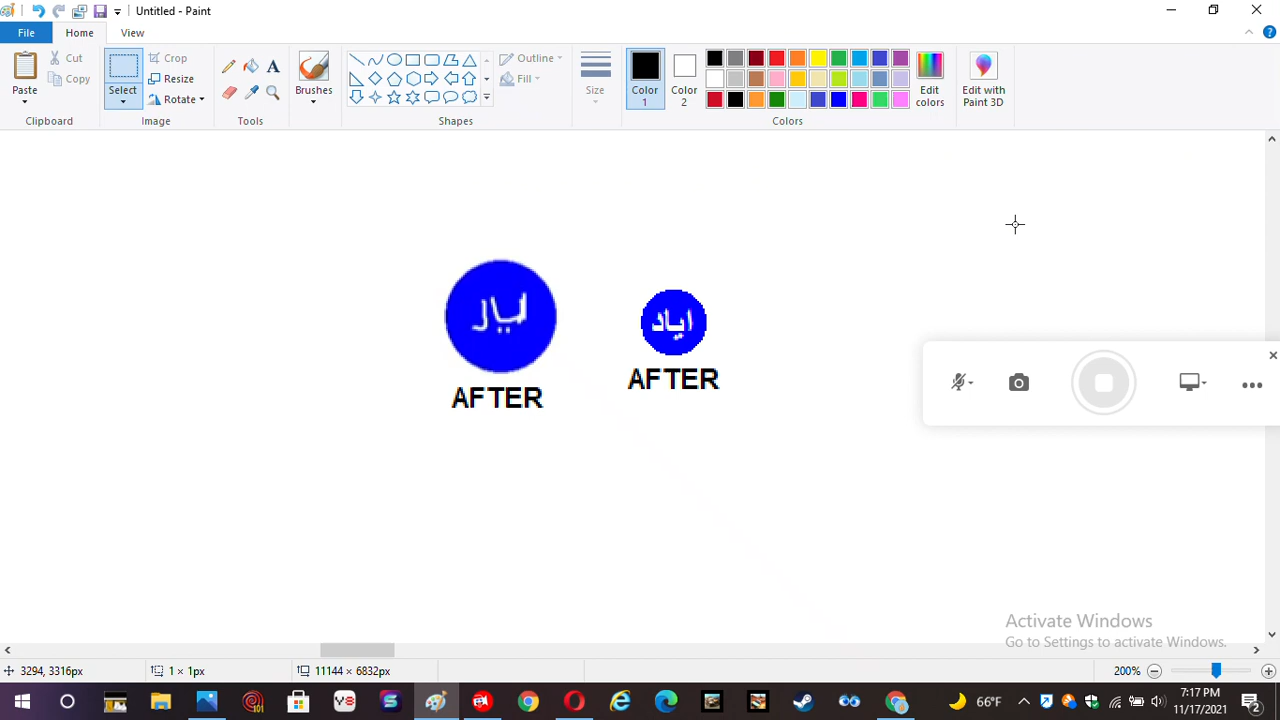 Untitled - Paint
File
Home
View
Paste
Clipboard
Cut
Copy
Select
Crop
Resize
Rotate
Image
Tools
Brushes
Shapes
Outline
Fill
Size
Color 1
Color 2
Colors
Edit colors
Edit with Paint 3D
اياد
AFTER
AFTER
Activate Windows
Go to Settings to activate Windows.
3294, 3316px
1 × 1px
11144 × 6832px
200%
101
66°F
7:17 PM
11/17/2021
2